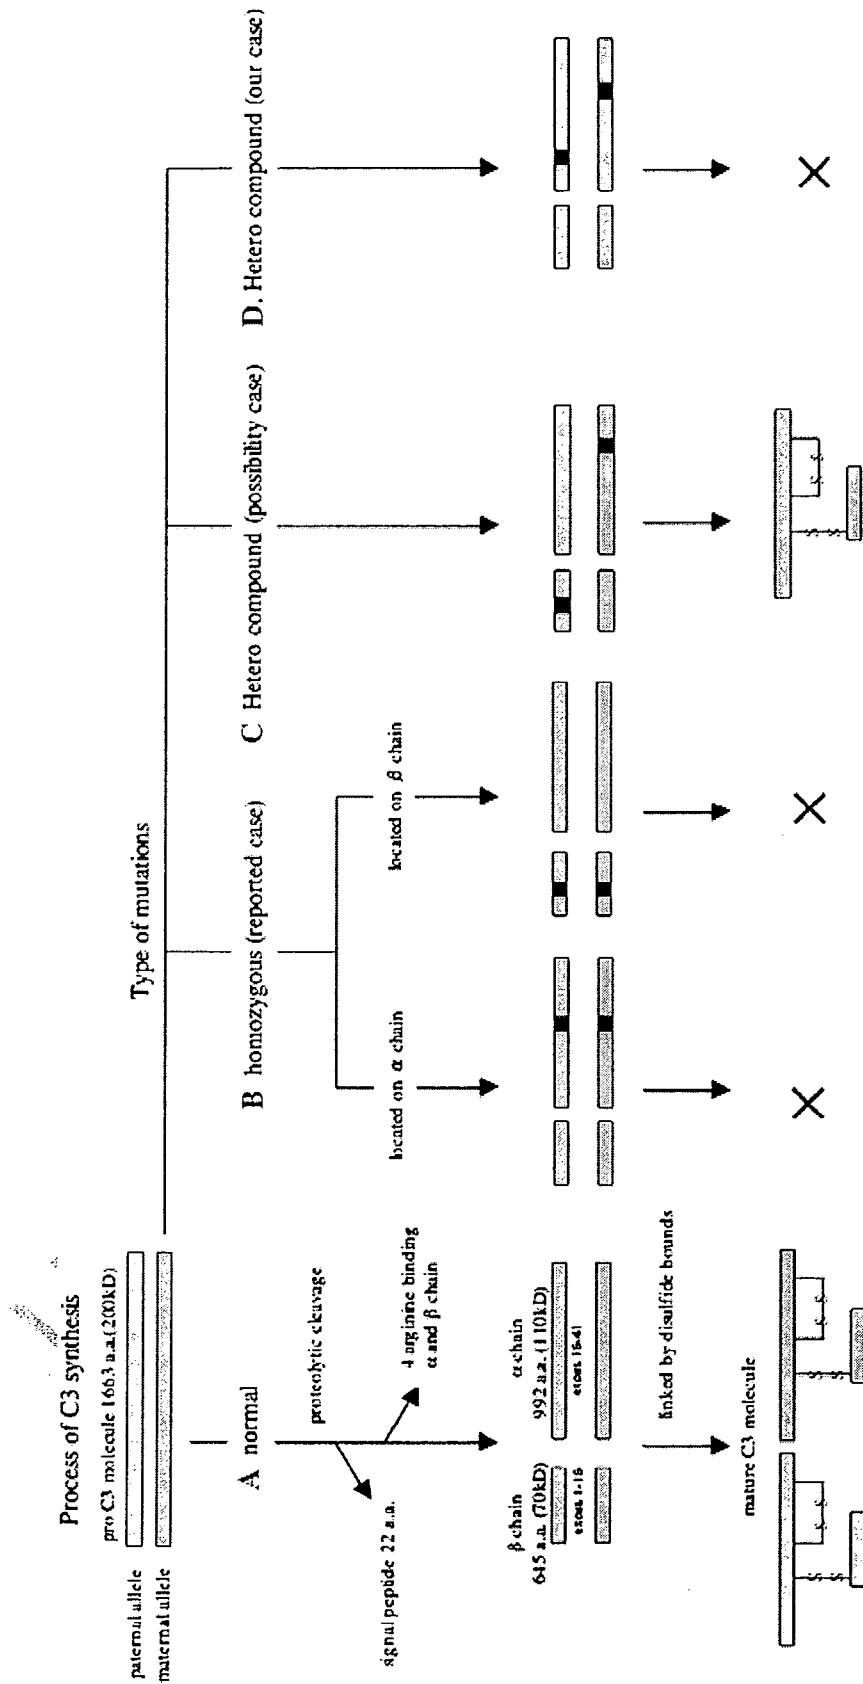 Process of C3 synthesis
pro C3 molecule 1663 a.a.(200kD)
paternal allele
maternal allele
Type of mutations
A normal
B homozygous (reported case)
C Hetero compound (possibility case)
D. Hetero compound (our case)
proteolytic cleavage
signal peptide 22 a.a.
4 arginine binding
α and β chain
located on α chain
located on β chain
β chain
645 a.a. (70kD)
exons 1-16
α chain
992 a.a. (110kD)
exons 16-41
linked by disulfide bounds
mature C3 molecule
S S
S S
S S
S S
S S
S S